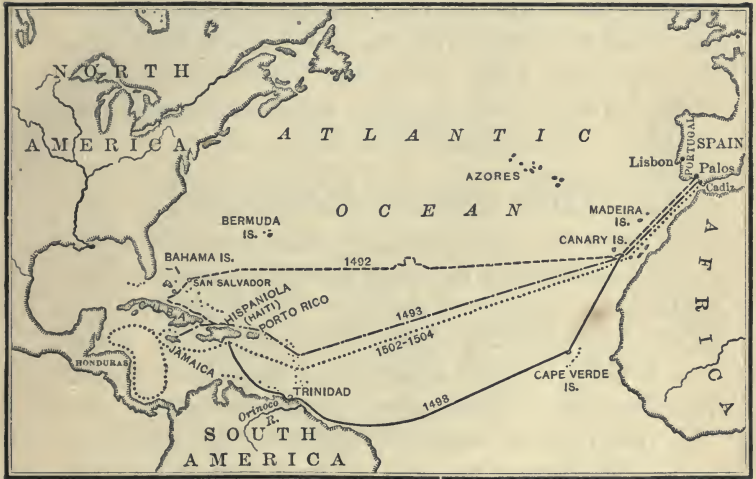 NORTH
AMERICA
ATLANTIC
OCEAN
AZORES
Lisbon
PORTUGAL
SPAIN
Palos
Cadiz
BERMUDA
IS.
MADEIRA
IS.
CANARY IS.
AFRICA
BAHAMA IS.
SAN SALVADOR
1492
HISPANIOLA
(HAITI)
PORTO RICO
1493
1502-1504
HONDURAS
JAMAICA
TRINIDAD
CAPE VERDE
IS.
1498
Orinoco
R.
SOUTH
AMERICA